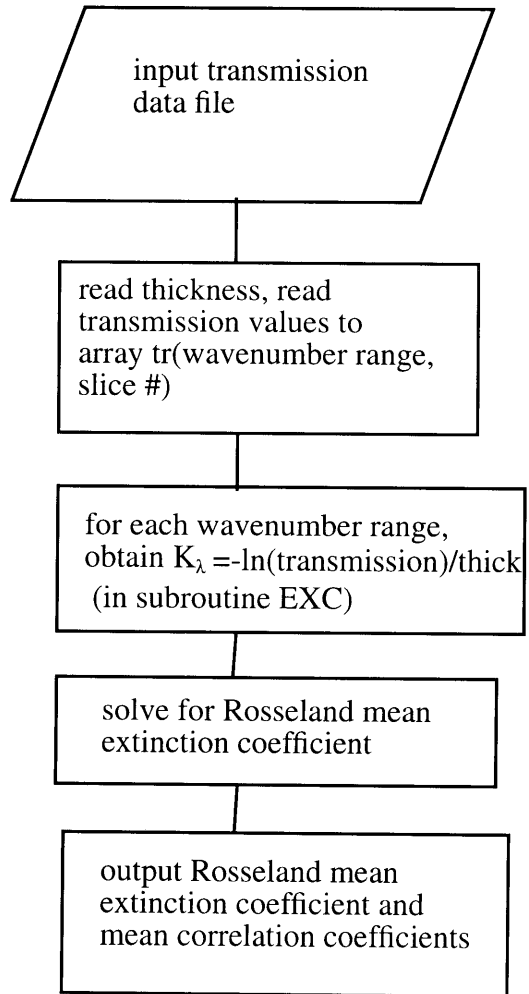 input transmission
data file
read thickness, read
transmission values to
array tr(wavenumber range,
slice #)
for each wavenumber range,
obtain K_λ =-ln(transmission)/thick
(in subroutine EXC)
solve for Rosseland mean
extinction coefficient
output Rosseland mean
extinction coefficient and
mean correlation coefficients